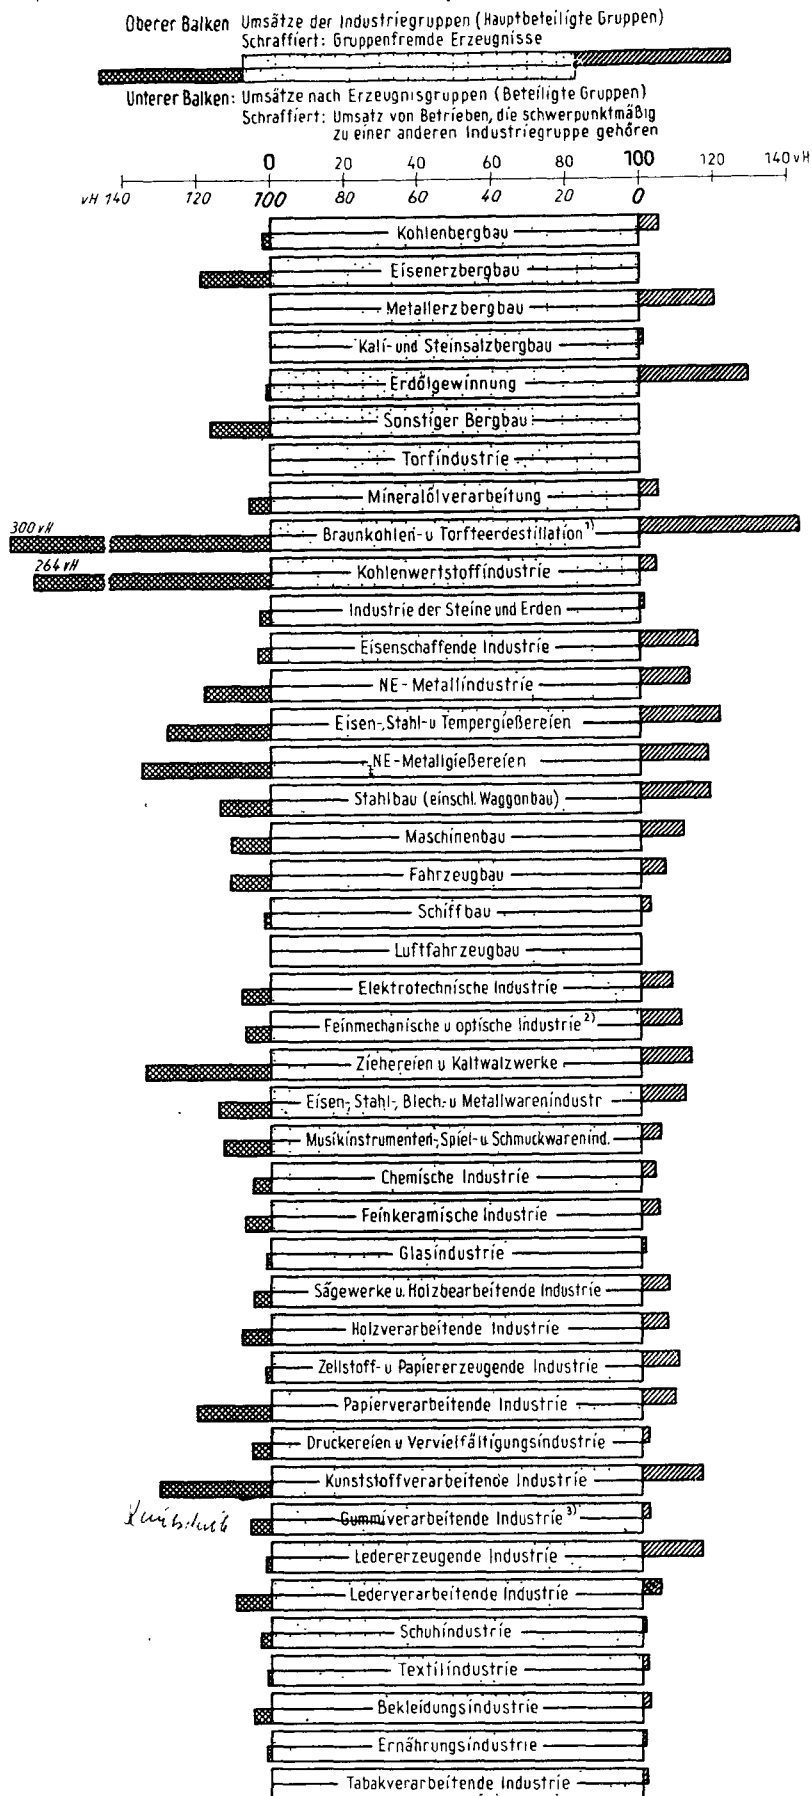 Oberer Balken Umsätze der Industriegruppen (Hauptbeteiligte Gruppen)
Schraffiert: Gruppenfremde Erzeugnisse
Unterer Balken: Umsätze nach Erzeugnisgruppen (Beteiligte Gruppen)
Schraffiert: Umsatz von Betrieben, die schwerpunktmäßig
zu einer anderen Industriegruppe gehören
0 20 40 60 80 100 120 140 vH
vH 140 120 100 80 60 40 20 0
Kohlenbergbau
Eisenerzbergbau
Metallerzbergbau
Kali- und Steinsalzbergbau
Erdölgewinnung
Sonstiger Bergbau
Torfindustrie
Mineralölverarbeitung
300 vH
Braunkohlen- u Torfteerdestillation 1)
264 vH
Kohlenwertstoffindustrie
Industrie der Steine und Erden
Eisenschaffende Industrie
NE-Metallindustrie
Eisen-, Stahl- u Tempergießereien
NE-Metallgießereien
Stahlbau (einschl. Waggonbau)
Maschinenbau
Fahrzeugbau
Schiffbau
Luftfahrzeugbau
Elektrotechnische Industrie
Feinmechanische u optische Industrie 2)
Ziehereien u Kaltwalzwerke
Eisen-, Stahl-, Blech- u Metallwarenindustr
Musikinstrumenten-, Spiel- u Schmuckwarenind.
Chemische Industrie
Feinkeramische Industrie
Glasindustrie
Sägewerke u. Holzbearbeitende Industrie
Holzverarbeitende Industrie
Zellstoff- u Papiererzeugende Industrie
Papierverarbeitende Industrie
Druckereien u Vervielfältigungsindustrie
Kunststoffverarbeitende Industrie
Gummiverarbeitende Industrie 3)
Ledererzeugende Industrie
Lederverarbeitende Industrie
Schuhindustrie
Textilindustrie
Bekleidungsindustrie
Ernährungsindustrie
Tabakverarbeitende Industrie